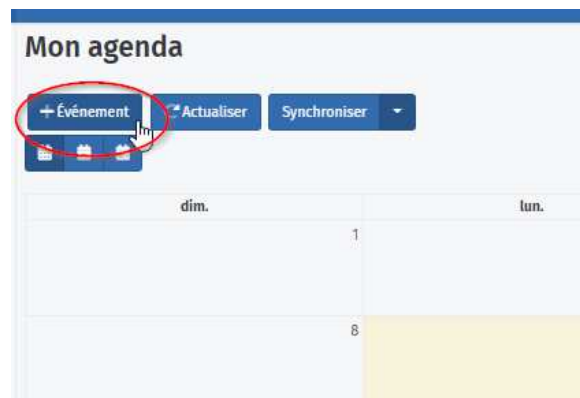 Mon agenda
+ Événement Actualiser Synchroniser
dim. lun.
1
8